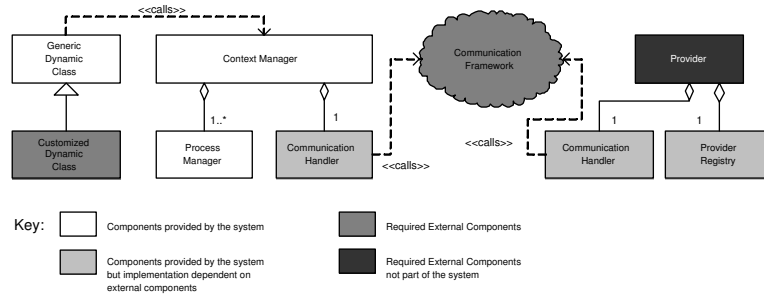 <<calls>>
Generic
Dynamic
Class
Context Manager
Communication
Framework
Provider
1..*
1
1
1
Customized
Dynamic
Class
Process
Manager
Communication
Handler
<<calls>>
<<calls>>
Communication
Handler
Provider
Registry
Key:
Components provided by the system
Required External Components
Components provided by the system
but implementation dependent on
external components
Required External Components
not part of the system